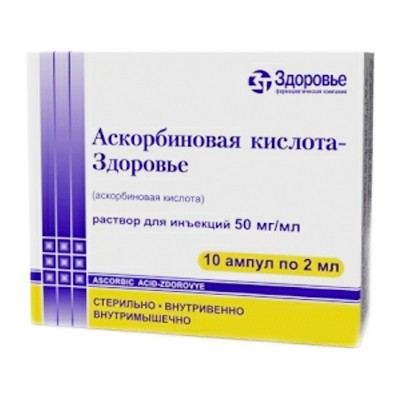 Здоровье
фармацевтическая компания
Аскорбиновая кислота-
Здоровье
(аскорбиновая кислота)
раствор для инъекций 50 мг/мл
10 ампул по 2 мл
ASCORBIC ACID-ZDOROVYE
СТЕРИЛЬНО • ВНУТРИВЕННО
ВНУТРИМЫШЕЧНО